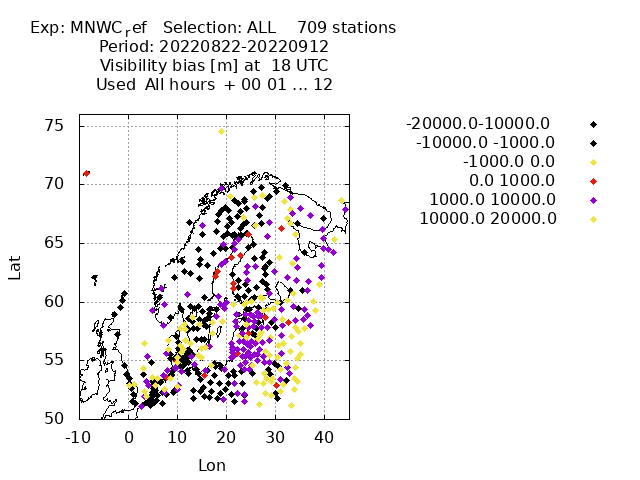 Exp: MNWCref Selection: ALL 709 stations
Period: 20220822-20220912
Visibility bias [m] at 18 UTC
Used All hours + 00 01 ... 12
-20000.0-10000.0
-10000.0 -1000.0
-1000.0 0.0
0.0 1000.0
1000.0 10000.0
10000.0 20000.0
75
70
65
60
55
50
Lat
-10 0 10 20 30 40
Lon